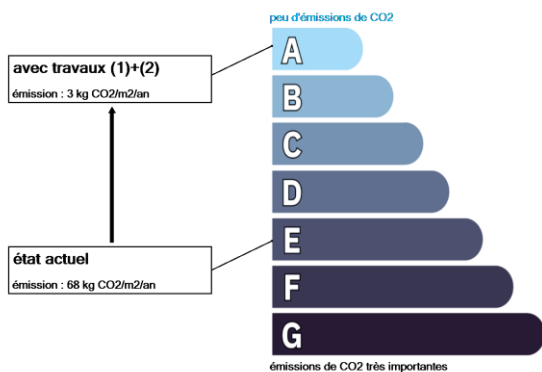 peu d'émissions de CO2
A
avec travaux (1)+(2)
émission : 3 kg CO2/m2/an
B
C
D
E
état actuel
émission : 68 kg CO2/m2/an
F
G
émissions de CO2 très importantes